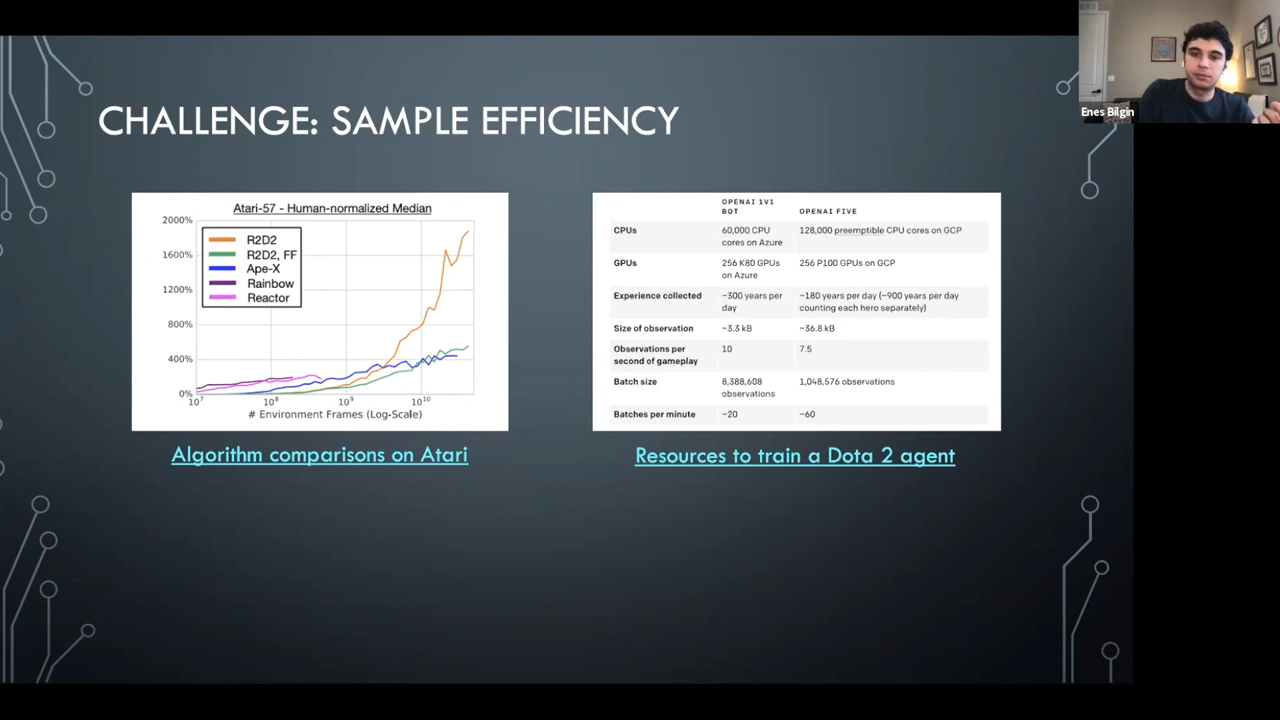 Enes Bilgin
CHALLENGE: SAMPLE EFFICIENCY
Atari-57 - Human-normalized Median
2000%
1600%
1200%
800%
400%
0%
R2D2
R2D2, FF
Ape-X
Rainbow
Reactor
10^7 10^8 10^9 10^10
# Environment Frames (Log-Scale)
Algorithm comparisons on Atari
OPENAI 1V1
BOT
OPENAI FIVE
CPUs
60,000 CPU
cores on Azure
128,000 preemptible CPU cores on GCP
GPUs
256 K80 GPUs
on Azure
256 P100 GPUs on GCP
Experience collected
~300 years per
day
~180 years per day (~900 years per day
counting each hero separately)
Size of observation
~3.3 kB
~36.8 kB
Observations per
second of gameplay
10
7.5
Batch size
8,388,608
observations
1,048,576 observations
Batches per minute
~20
~60
Resources to train a Dota 2 agent